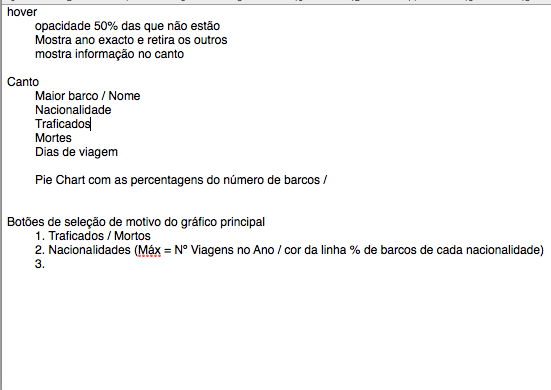 hover
opacidade 50% das que não estão
Mostra ano exacto e retira os outros
mostra informação no canto
Canto
Maior barco / Nome
Nacionalidade
Traficados
Mortes
Dias de viagem
Pie Chart com as percentagens do número de barcos /
Botões de seleção de motivo do gráfico principal
1. Traficados / Mortos
2. Nacionalidades (Máx = Nº Viagens no Ano / cor da linha % de barcos de cada nacionalidade)
3.